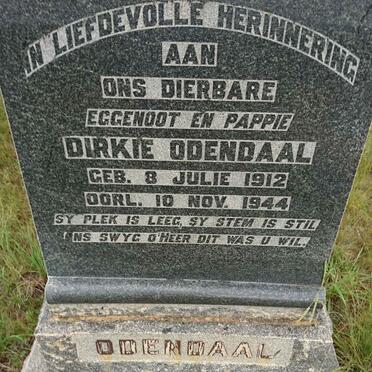 IN LIEFDEVOLLE HERINNERING
AAN
ONS DIERBARE
EGGENOOT EN PAPPIE
DIRKIE ODENDAAL
GEB. 8 JULIE 1912
OORL. 10 NOV. 1944
SY PLEK IS LEEG, SY STEM IS STIL
ONS SWYG O'HEER DIT WAS U WIL.
ODENDAAL